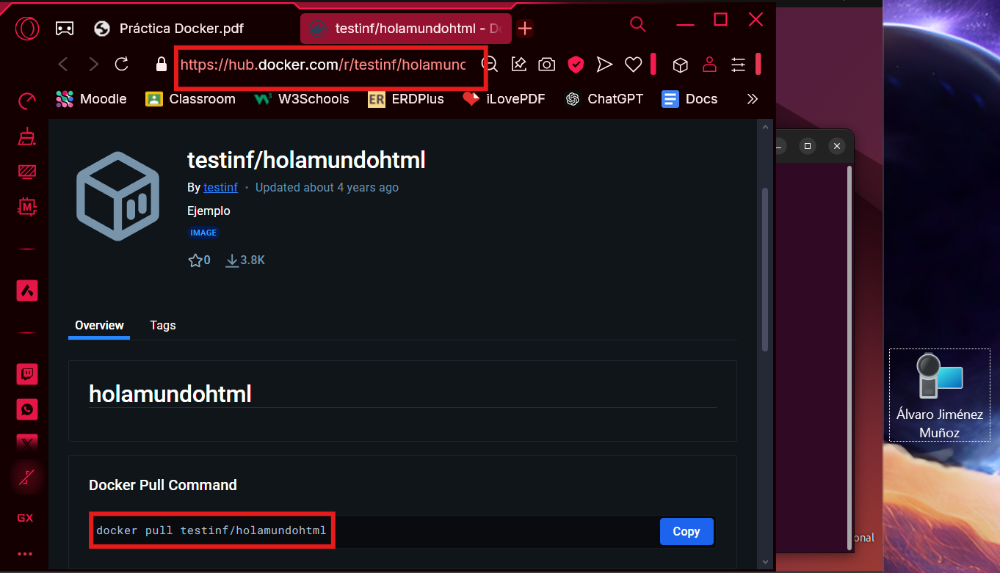 Práctica Docker.pdf
testinf/holamundohtml - Do
https://hub.docker.com/r/testinf/holamund
Moodle
Classroom
W3Schools
ER
ERDPlus
iLovePDF
ChatGPT
Docs
M
testinf/holamundohtml
By testinf · Updated about 4 years ago
Ejemplo
IMAGE
0
3.8K
Overview
Tags
holamundohtml
Docker Pull Command
docker pull testinf/holamundohtml
Copy
GX
onal
Álvaro Jiménez
Muñoz